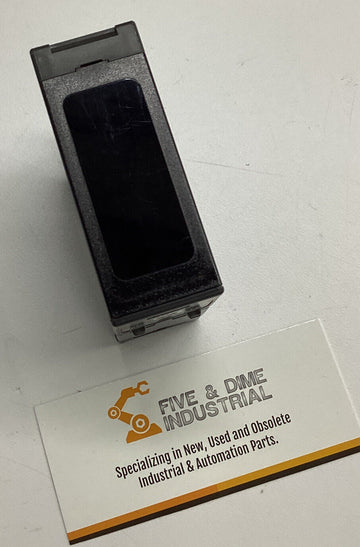 FIVE & DIME
INDUSTRIAL
Specializing in New, Used and Obsolete
Industrial & Automation Parts.